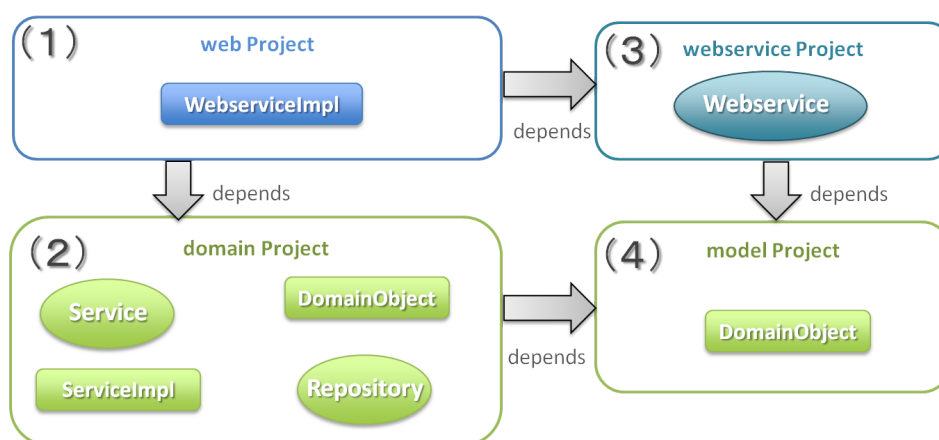 (1)
web Project
WebserviceImpl
depends
(3)
webservice Project
Webservice
depends
depends
(2)
domain Project
Service
DomainObject
ServiceImpl
Repository
depends
(4)
model Project
DomainObject